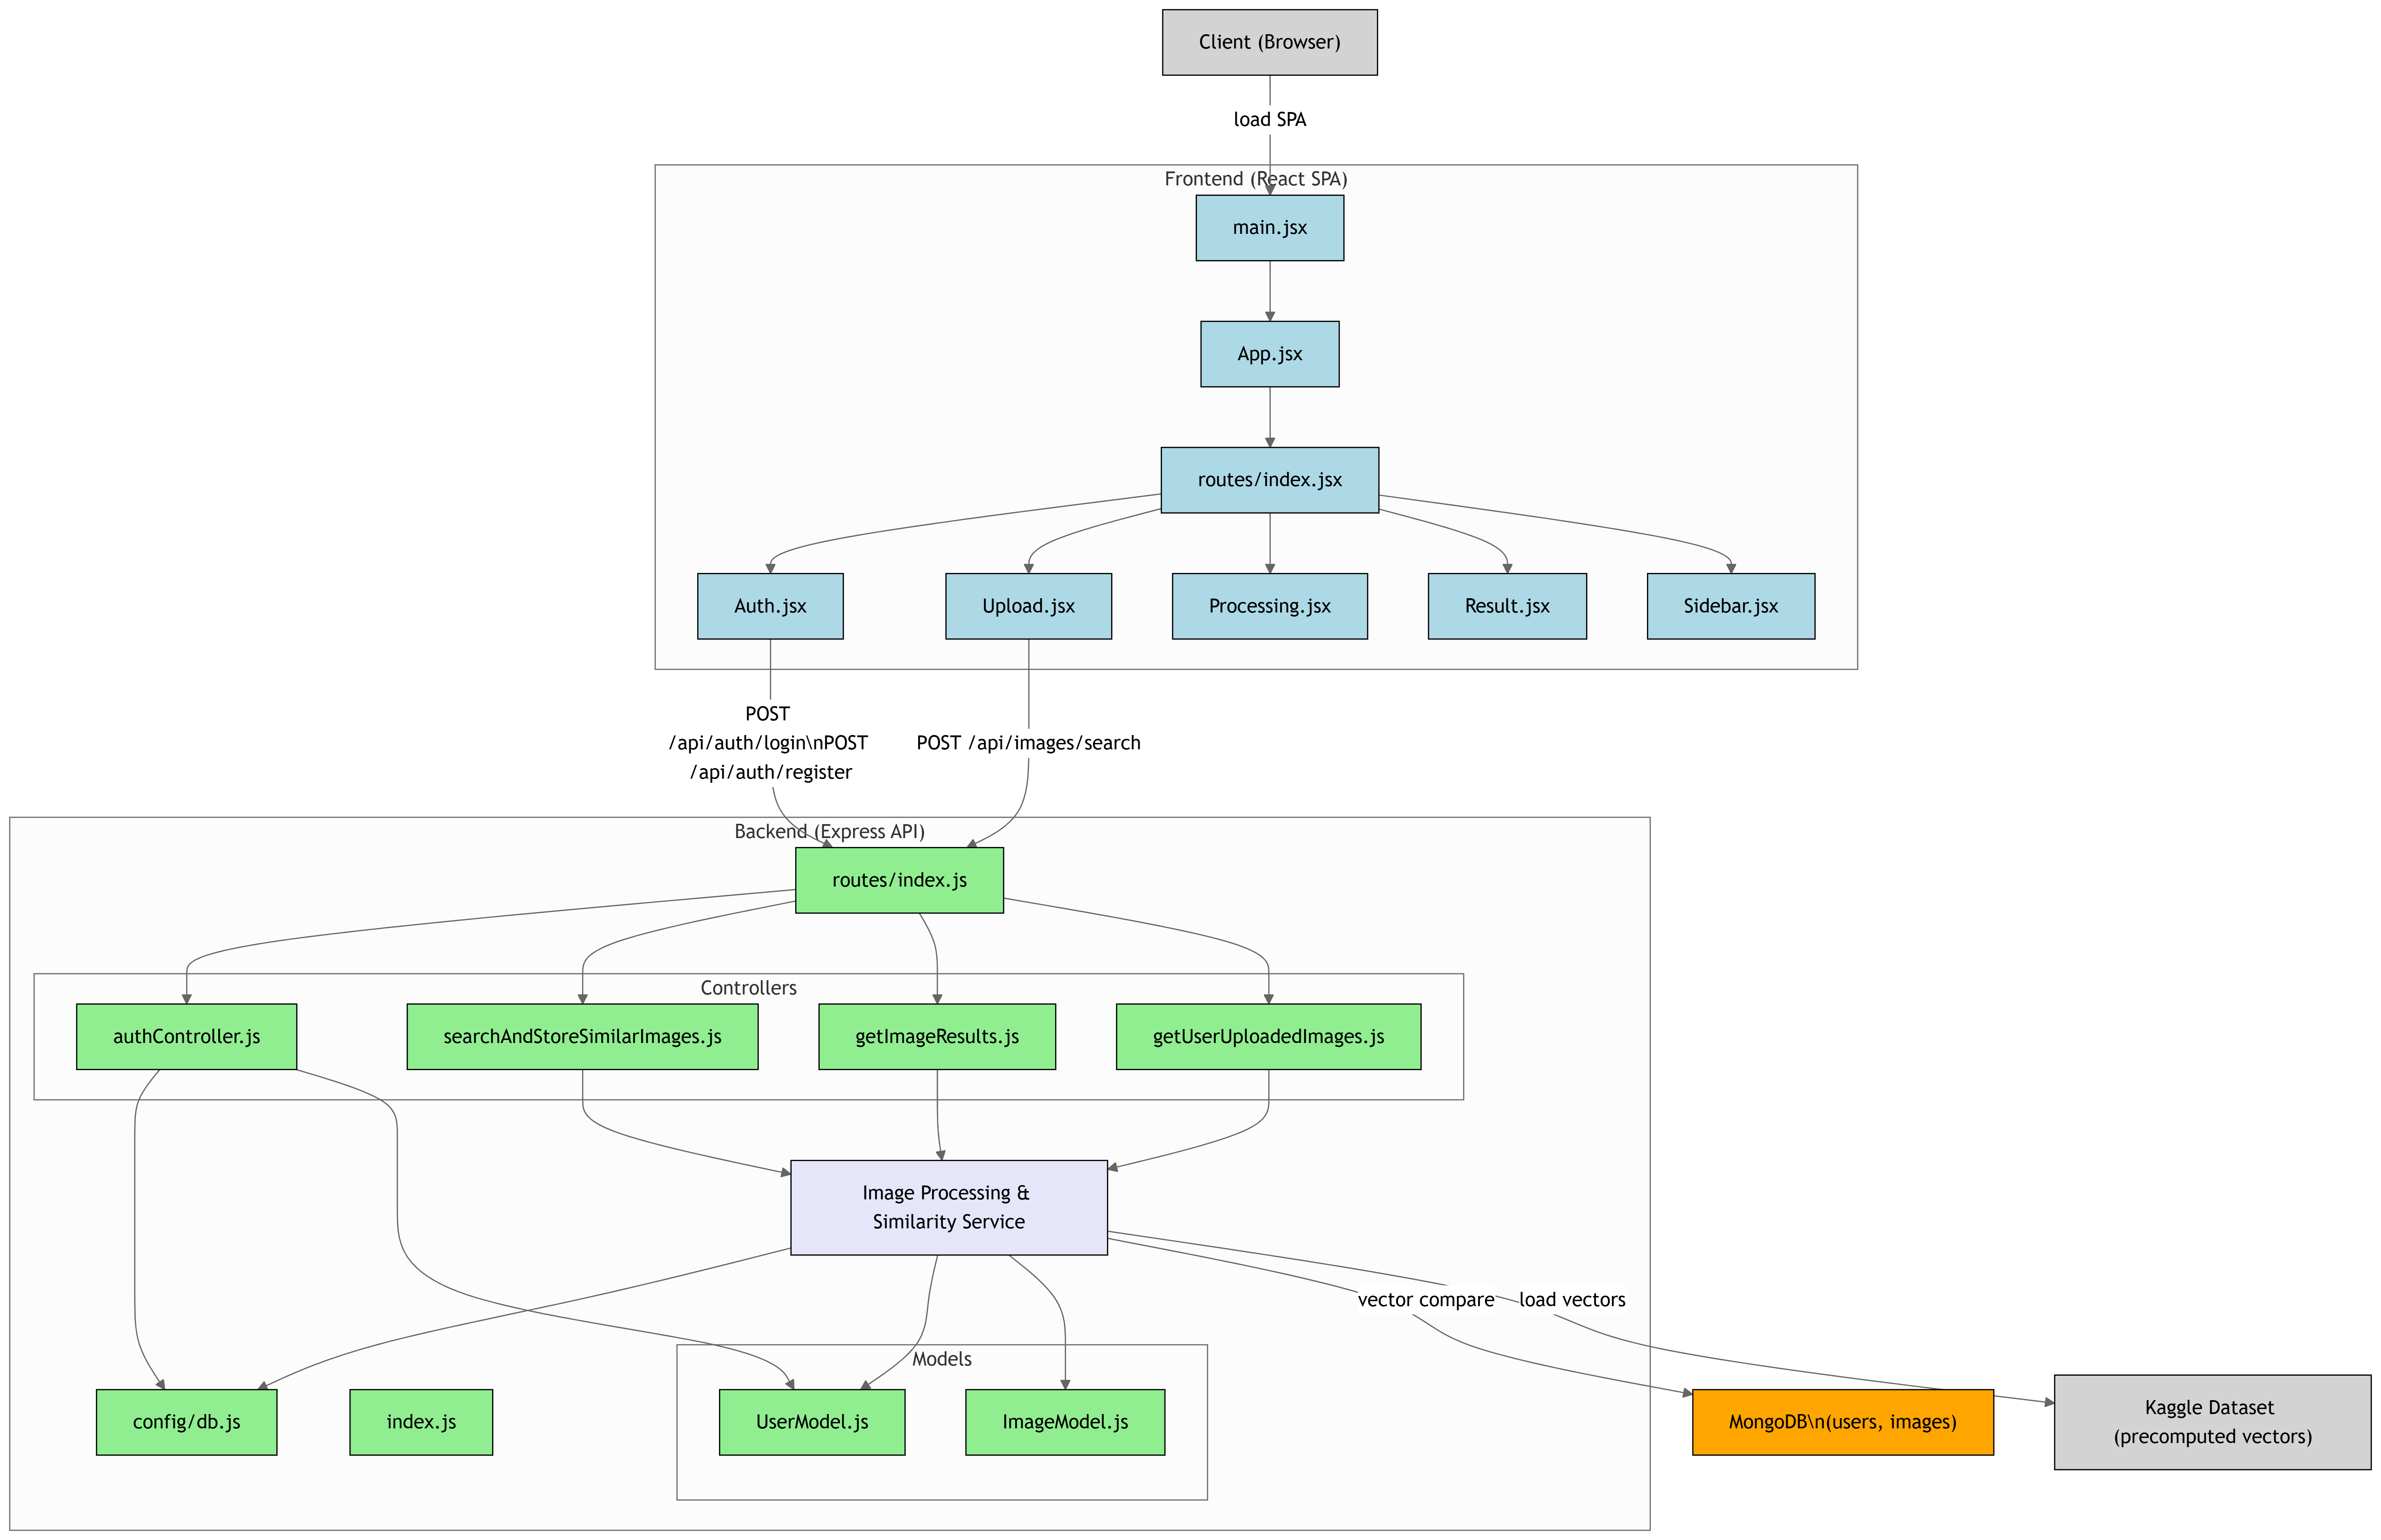 Client (Browser)
load SPA
Frontend (React SPA)
main.jsx
App.jsx
routes/index.jsx
Auth.jsx
Upload.jsx
Processing.jsx
Result.jsx
Sidebar.jsx
POST
/api/auth/login\nPOST
/api/auth/register
POST /api/images/search
Backend (Express API)
routes/index.js
Controllers
authController.js
searchAndStoreSimilarImages.js
getImageResults.js
getUserUploadedImages.js
Image Processing &
Similarity Service
vector compare
load vectors
Models
config/db.js
index.js
UserModel.js
ImageModel.js
MongoDB\n(users, images)
Kaggle Dataset
(precomputed vectors)